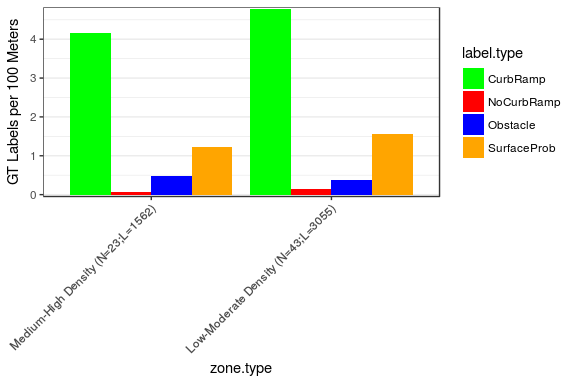 GT Labels per 100 Meters
4
3
2
1
0
Medium-High Density (N=23;L=1562)
Low-Moderate Density (N=43;L=3055)
zone.type
label.type
CurbRamp
NoCurbRamp
Obstacle
SurfaceProb